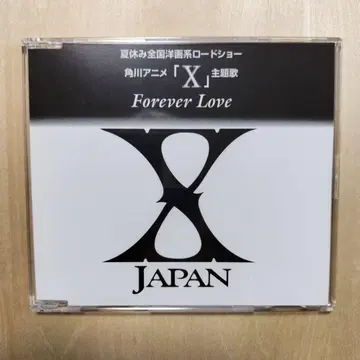 夏休み全国洋画系ロードショー
角川アニメ「X」主題歌
Forever Love
X
JAPAN